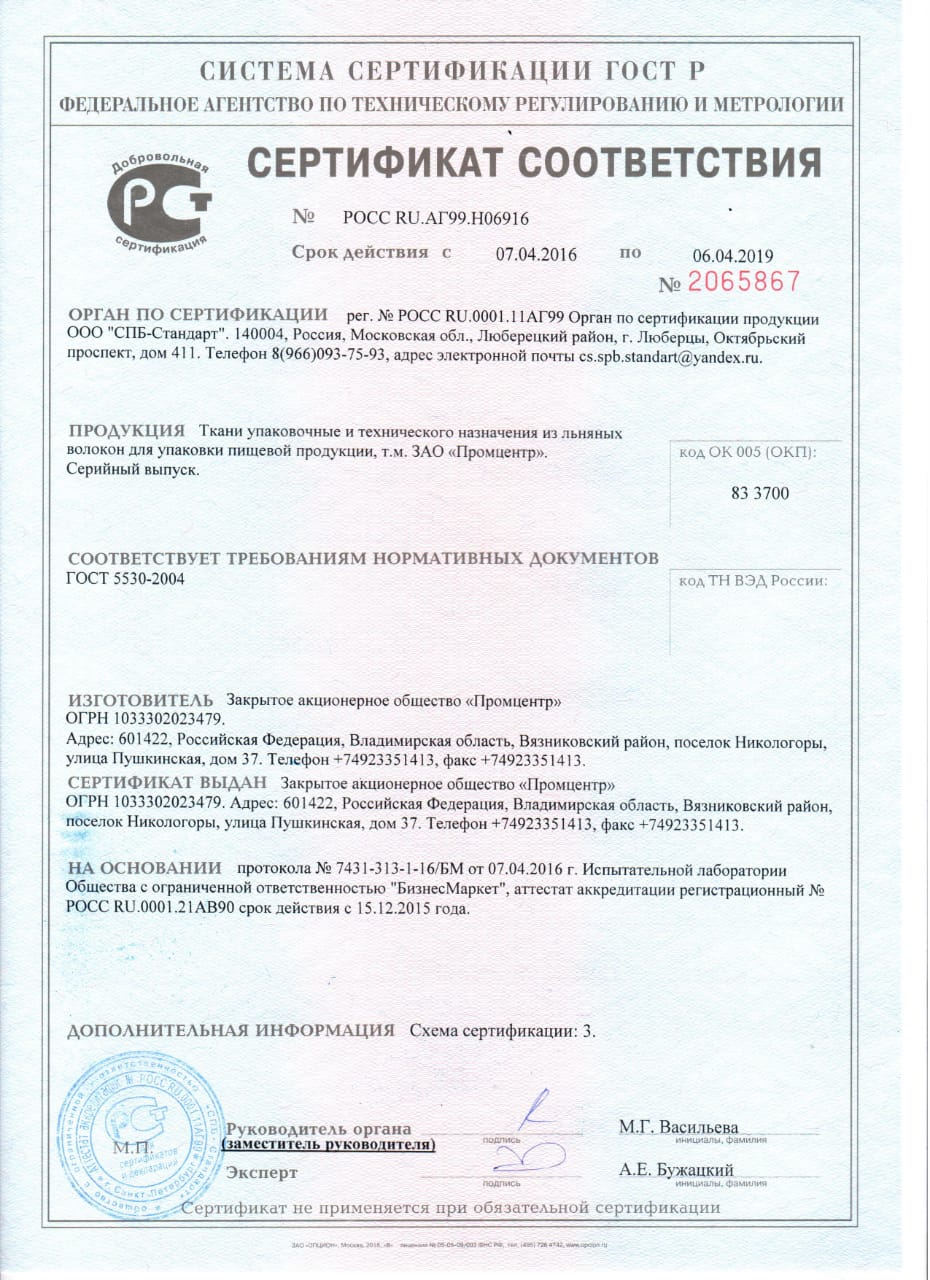 СИСТЕМА СЕРТИФИКАЦИИ ГОСТ Р
ФЕДЕРАЛЬНОЕ АГЕНТСТВО ПО ТЕХНИЧЕСКОМУ РЕГУЛИРОВАНИЮ И МЕТРОЛОГИИ
Добровольная
РСТ
сертификация
СЕРТИФИКАТ СООТВЕТСТВИЯ
№ РОСС RU.АГ99.Н06916
Срок действия с 07.04.2016 по 06.04.2019
№ 2065867
ОРГАН ПО СЕРТИФИКАЦИИ рег. № РОСС RU.0001.11АГ99 Орган по сертификации продукции
ООО "СПБ-Стандарт". 140004, Россия, Московская обл., Люберецкий район, г. Люберцы, Октябрьский
проспект, дом 411. Телефон 8(966)093-75-93, адрес электронной почты cs.spb.standart@yandex.ru.
ПРОДУКЦИЯ Ткани упаковочные и технического назначения из льняных
волокон для упаковки пищевой продукции, т.м. ЗАО «Промцентр».
Серийный выпуск.
код ОК 005 (ОКП):
83 3700
СООТВЕТСТВУЕТ ТРЕБОВАНИЯМ НОРМАТИВНЫХ ДОКУМЕНТОВ
ГОСТ 5530-2004
код ТН ВЭД России:
ИЗГОТОВИТЕЛЬ Закрытое акционерное общество «Промцентр»
ОГРН 1033302023479.
Адрес: 601422, Российская Федерация, Владимирская область, Вязниковский район, поселок Никологоры,
улица Пушкинская, дом 37. Телефон +74923351413, факс +74923351413.
СЕРТИФИКАТ ВЫДАН Закрытое акционерное общество «Промцентр»
ОГРН 1033302023479. Адрес: 601422, Российская Федерация, Владимирская область, Вязниковский район,
поселок Никологоры, улица Пушкинская, дом 37. Телефон +74923351413, факс +74923351413.
НА ОСНОВАНИИ протокола № 7431-313-1-16/БМ от 07.04.2016 г. Испытательной лаборатории
Общества с ограниченной ответственностью "БизнесМаркет", аттестат аккредитации регистрационный №
РОСС RU.0001.21АВ90 срок действия с 15.12.2015 года.
ДОПОЛНИТЕЛЬНАЯ ИНФОРМАЦИЯ Схема сертификации: 3.
М.П.
сертификатов
и деклараций
г. Санкт-Петербург
Руководитель органа
(заместитель руководителя)
подпись
М.Г. Васильева
инициалы, фамилия
Эксперт
подпись
А.Е. Бужацкий
инициалы, фамилия
Сертификат не применяется при обязательной сертификации